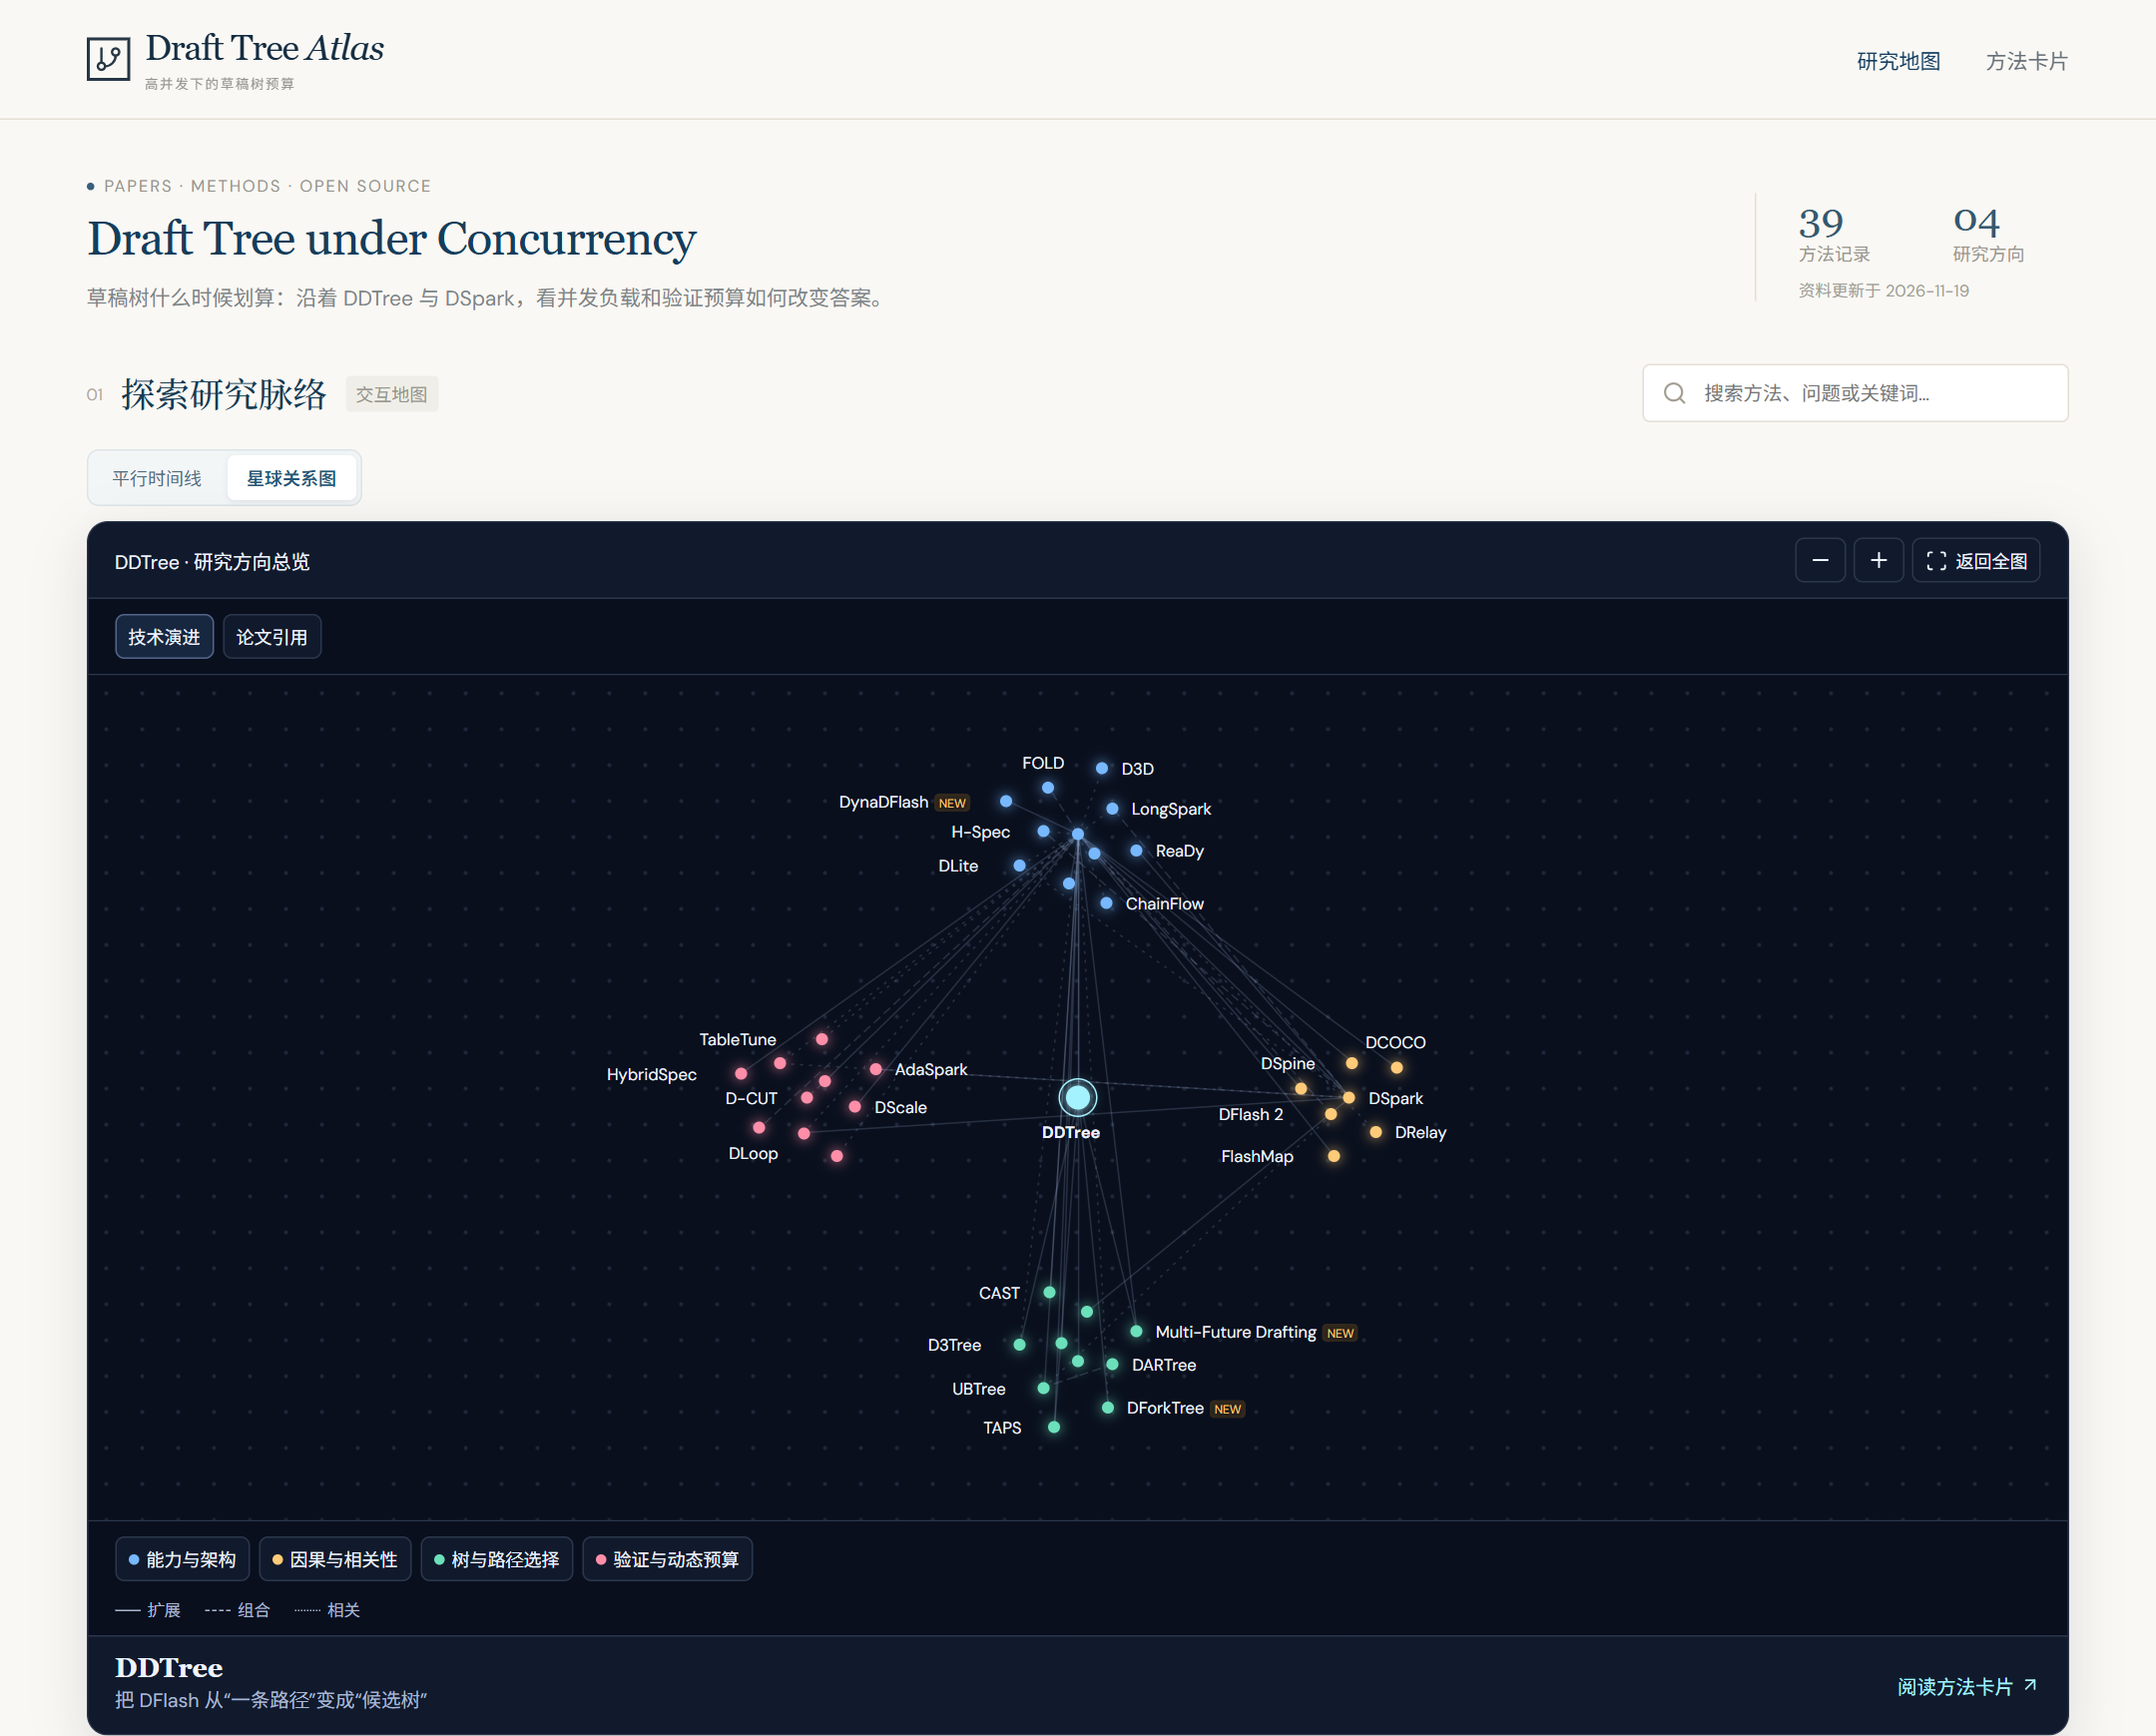 Draft Tree Atlas
高并发下的草稿树预算
研究地图
方法卡片
PAPERS · METHODS · OPEN SOURCE
Draft Tree under Concurrency
草稿树什么时候划算：沿着 DDTree 与 DSpark，看并发负载和验证预算如何改变答案。
39
方法记录
04
研究方向
资料更新于 2026-11-19
01 探索研究脉络 交互地图
搜索方法、问题或关键词...
平行时间线
星球关系图
DDTree · 研究方向总览
返回全图
技术演进
论文引用
FOLD
D3D
DynaDFlash NEW
LongSpark
H-Spec
ReaDy
DLite
ChainFlow
TableTune
DCOCO
HybridSpec
AdaSpark
DSpine
D-CUT
DScale
DSpark
DFlash 2
DDTree
DRelay
DLoop
FlashMap
CAST
Multi-Future Drafting NEW
D3Tree
DARTree
UBTree
DForkTree NEW
TAPS
能力与架构
因果与相关性
树与路径选择
验证与动态预算
扩展
组合
相关
DDTree
把 DFlash 从“一条路径”变成“候选树”
阅读方法卡片